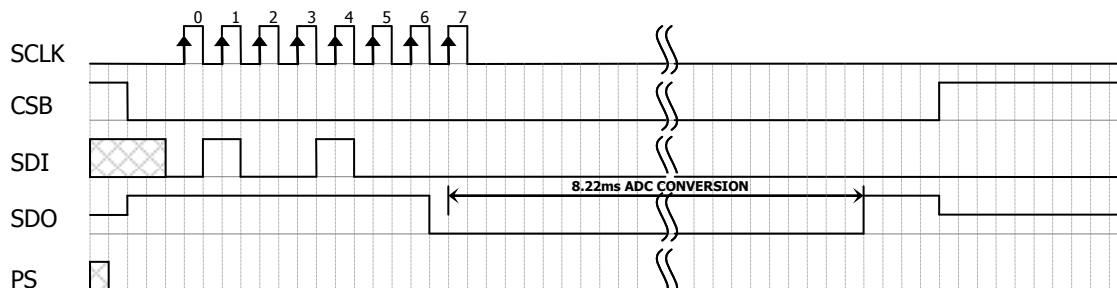 0 1 2 3 4 5 6 7
SCLK
CSB
SDI
8.22ms ADC CONVERSION
SDO
PS